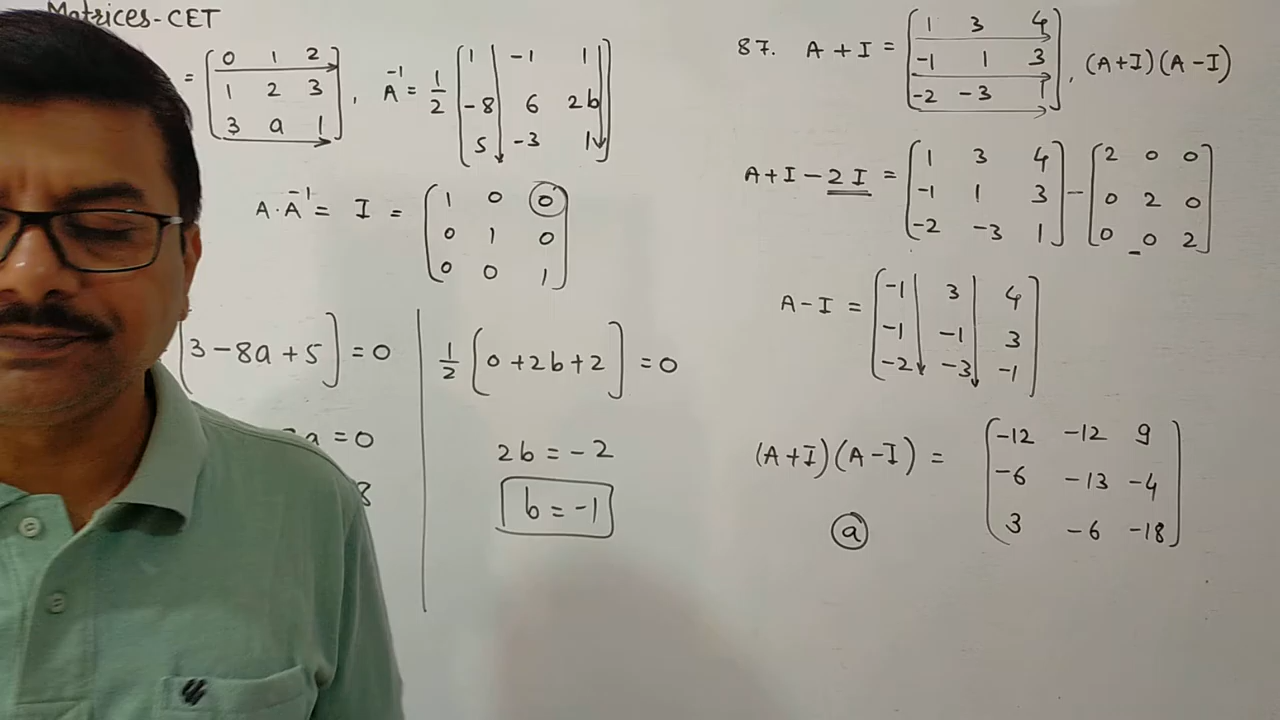 Matrices-CET
= [0 1 2
1 2 3
3 a 1], A⁻¹ = 1/2 [1 -1 1
-8 6 2b
5 -3 1]
A·A⁻¹ = I = [1 0 0
0 1 0
0 0 1]
[3-8a+5] = 0
a = 0
8
1/2 [0+2b+2] = 0
2b = -2
b = -1
87. A+I = [1 3 4
-1 1 3
-2 -3 1], (A+I)(A-I)
A+I-2I = [1 3 4
-1 1 3
-2 -3 1] - [2 0 0
0 2 0
0 0 2]
A-I = [-1 3 4
-1 -1 3
-2 -3 -1]
(A+I)(A-I) = [-12 -12 9
-6 -13 -4
3 -6 -18]
(a)